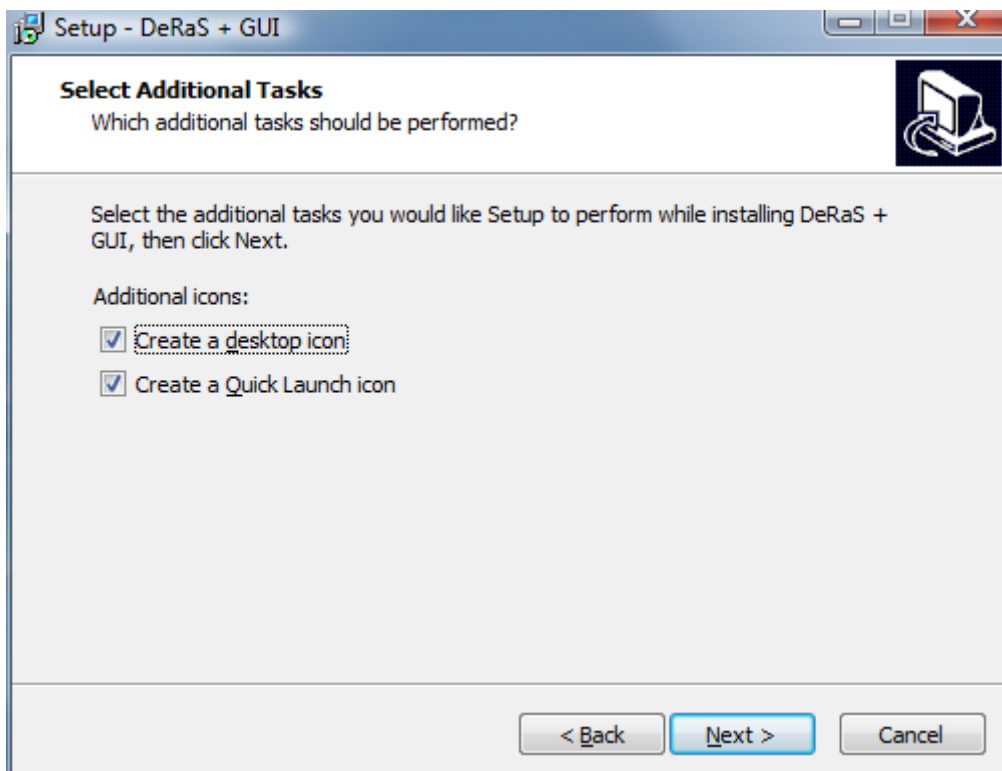 Setup - DeRaS + GUI
Select Additional Tasks
Which additional tasks should be performed?
Select the additional tasks you would like Setup to perform while installing DeRaS +
GUI, then click Next.
Additional icons:
Create a desktop icon
Create a Quick Launch icon
< Back Next > Cancel